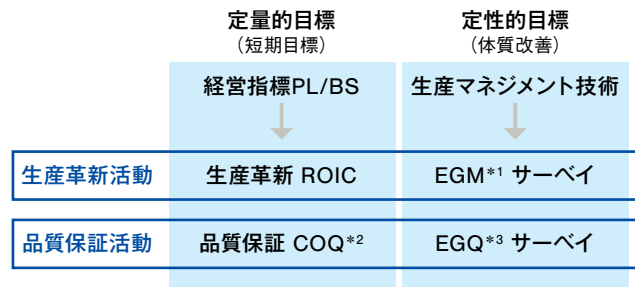 定量的目標 定性的目標
（短期目標） （体質改善）
経営指標PL/BS 生産マネジメント技術
生産革新活動 生産革新 ROIC EGM*1 サーベイ
品質保証活動 品質保証 COQ*2 EGQ*3 サーベイ